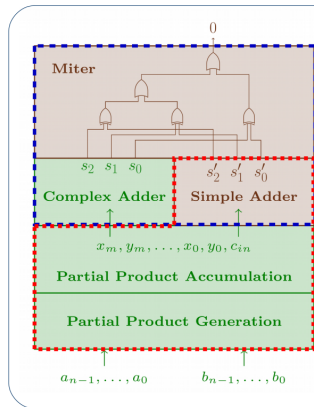 0
Miter
s₂ s₁ s₀ s′₂ s′₁ s′₀
Complex Adder Simple Adder
xₘ, yₘ, . . . , x₀, y₀, cᵢₙ
Partial Product Accumulation
Partial Product Generation
aₙ₋₁, . . . , a₀ bₙ₋₁, . . . , b₀